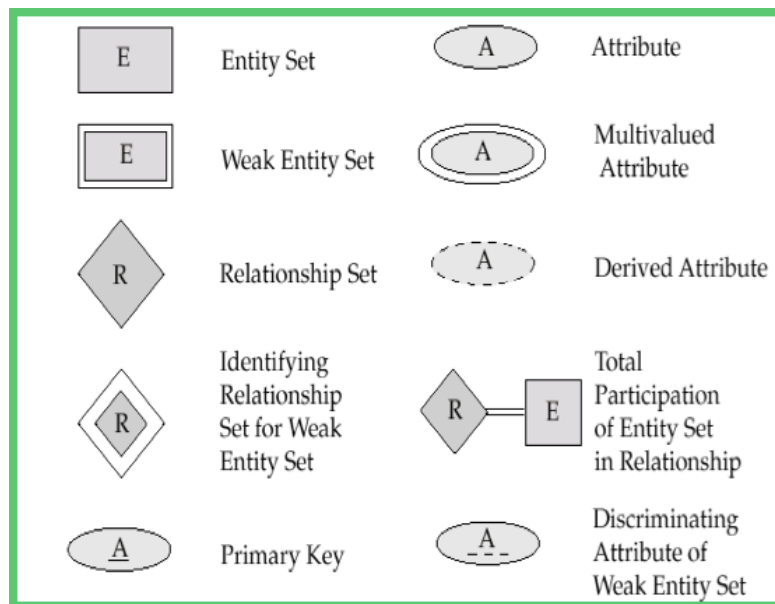 E
Entity Set
A
Attribute
E
Weak Entity Set
A
Multivalued
Attribute
R
Relationship Set
A
Derived Attribute
R
Identifying
Relationship
Set for Weak
Entity Set
R
E
Total
Participation
of Entity Set
in Relationship
A
Primary Key
A
Discriminating
Attribute of
Weak Entity Set